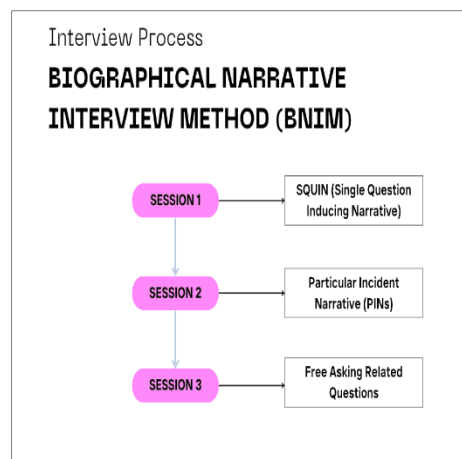 Interview Process
BIOGRAPHICAL NARRATIVE
INTERVIEW METHOD (BNIM)
SESSION 1
SQUIN (Single Question
Inducing Narrative)
SESSION 2
Particular Incident
Narrative (PINs)
SESSION 3
Free Asking Related
Questions